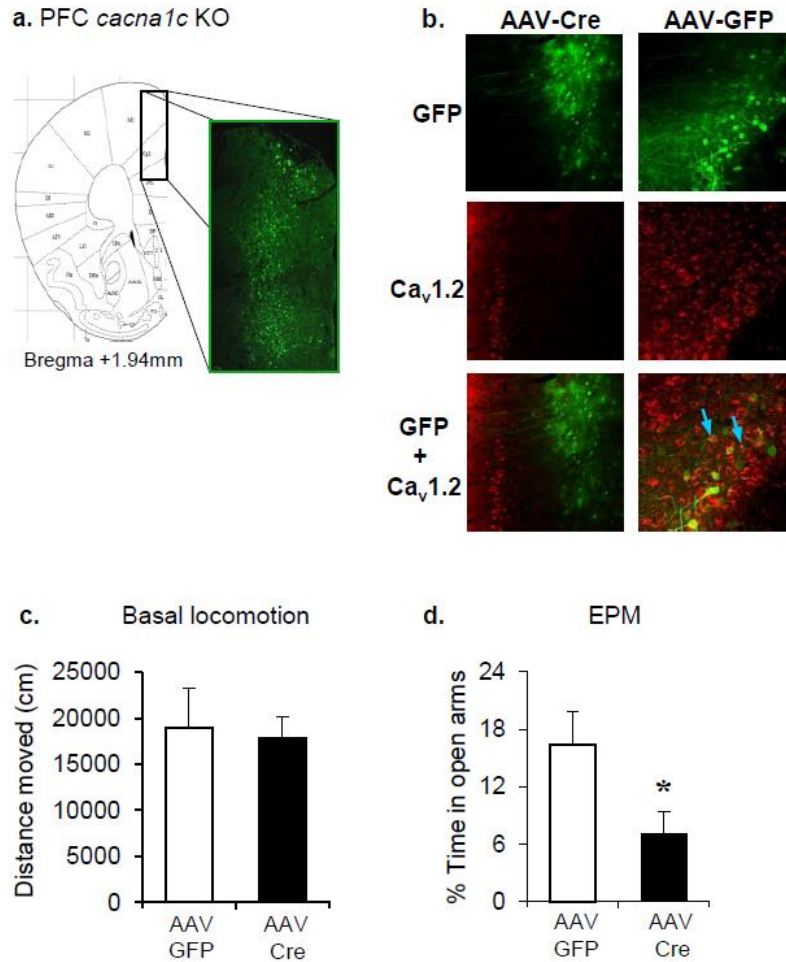 a. PFC cacna1c KO
Bregma +1.94mm
b.
AAV-Cre AAV-GFP
GFP
Cav1.2
GFP
+
Cav1.2
c. Basal locomotion
Distance moved (cm)
25000
20000
15000
10000
5000
0
AAV
GFP
AAV
Cre
d. EPM
% Time in open arms
24
18
12
6
0
*
AAV
GFP
AAV
Cre